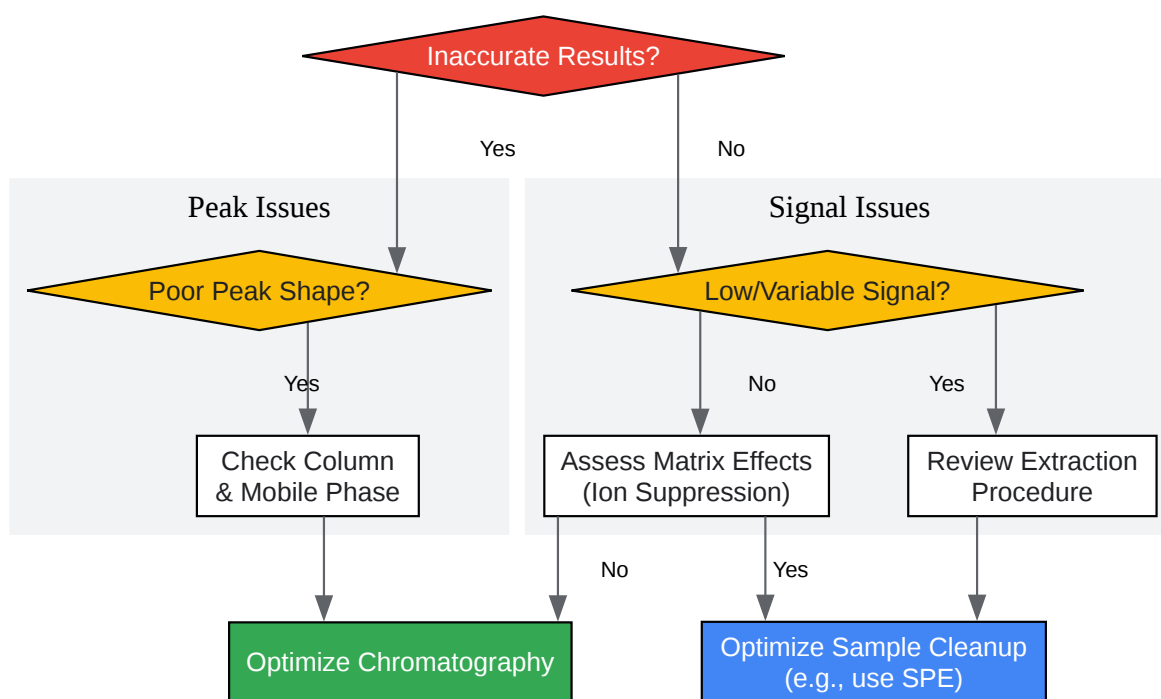 Inaccurate Results?
Yes
No
Peak Issues
Signal Issues
Poor Peak Shape?
Low/Variable Signal?
Yes
No
Yes
Check Column
& Mobile Phase
Assess Matrix Effects
(Ion Suppression)
Review Extraction
Procedure
No
Yes
Optimize Chromatography
Optimize Sample Cleanup
(e.g., use SPE)